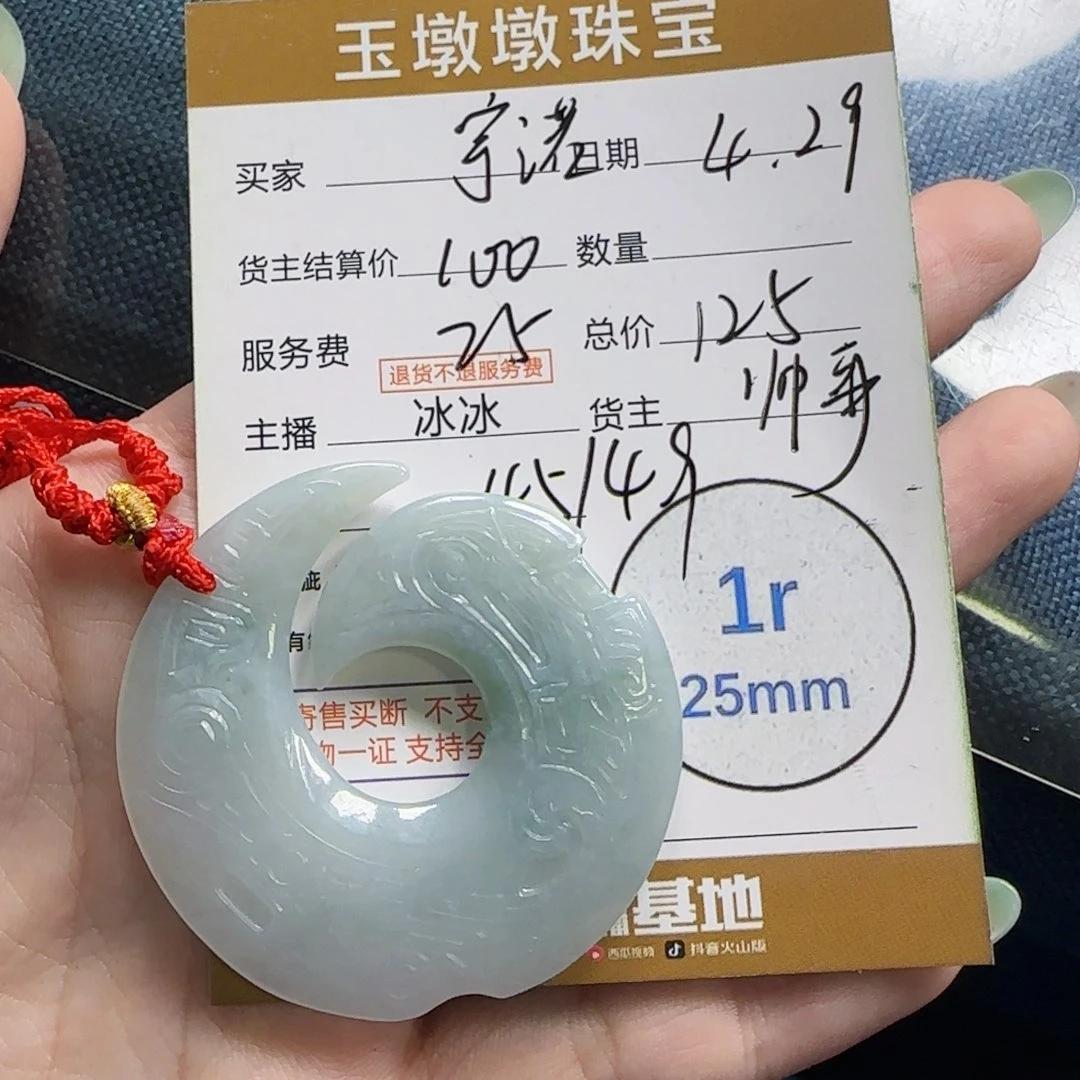 玉墩墩珠宝
买家 宇诺 日期 4.29
货主结算价 100 数量
服务费 25 总价 125
退货不退服务费
主播 冰冰 货主 帅哥
149
1r
25mm
寄售买断 不支
物一证 支持全
播基地
西瓜视频 抖音火山版